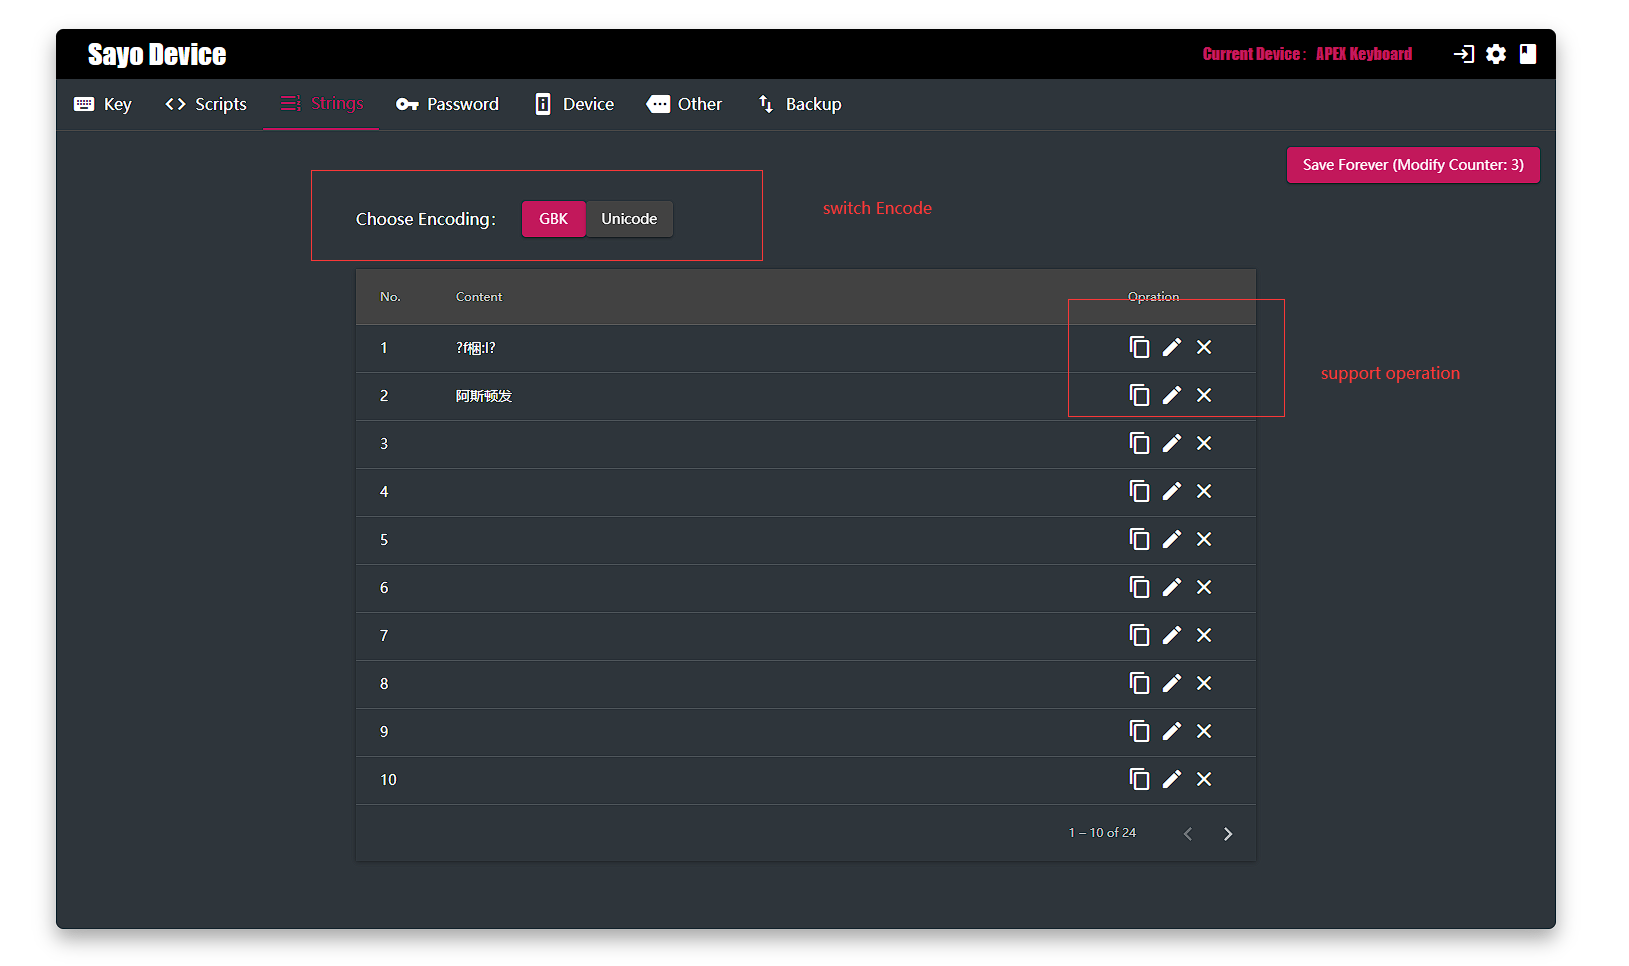 Sayo Device
Current Device： APEX Keyboard
Key Scripts Strings Password Device Other Backup
Save Forever (Modify Counter: 3)
switch Encode
Choose Encoding： GBK Unicode
No. Content Opration
1 ?f梱:l?
support operation
2 阿斯顿发
3
4
5
6
7
8
9
10
1 – 10 of 24